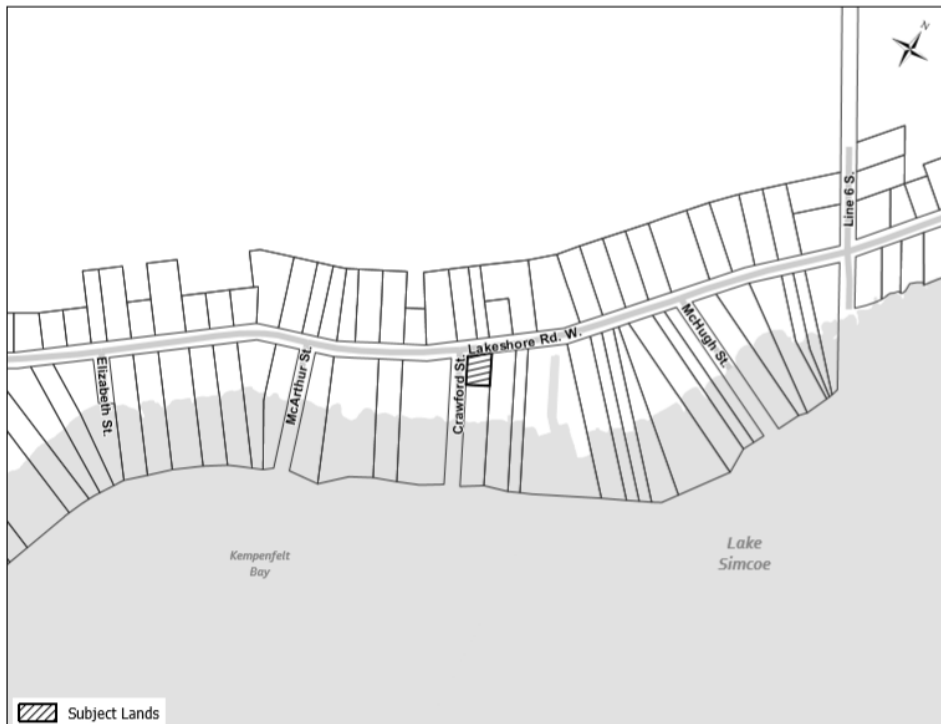 N
Line 6 S.
Lakeshore Rd. W.
McHugh St.
McArthur St.
Elizabeth St.
Crawford St.
Lake
Simcoe
Kempenfelt
Bay
Subject Lands